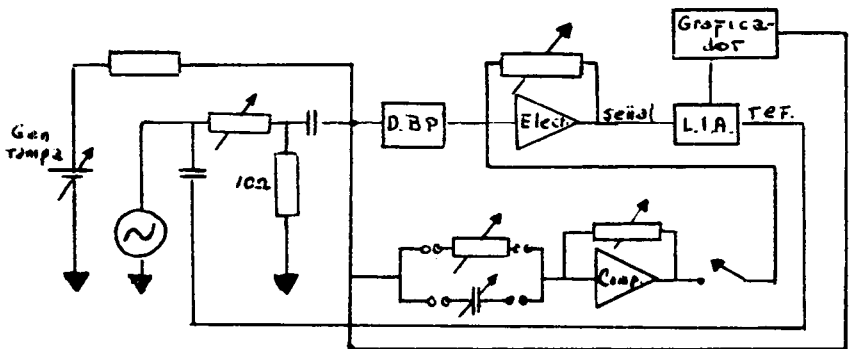 Grafica-
dor
Gen
rampa
10Ω
D.BP
Elect.
señal
L.I.A.
ref.
Comp.